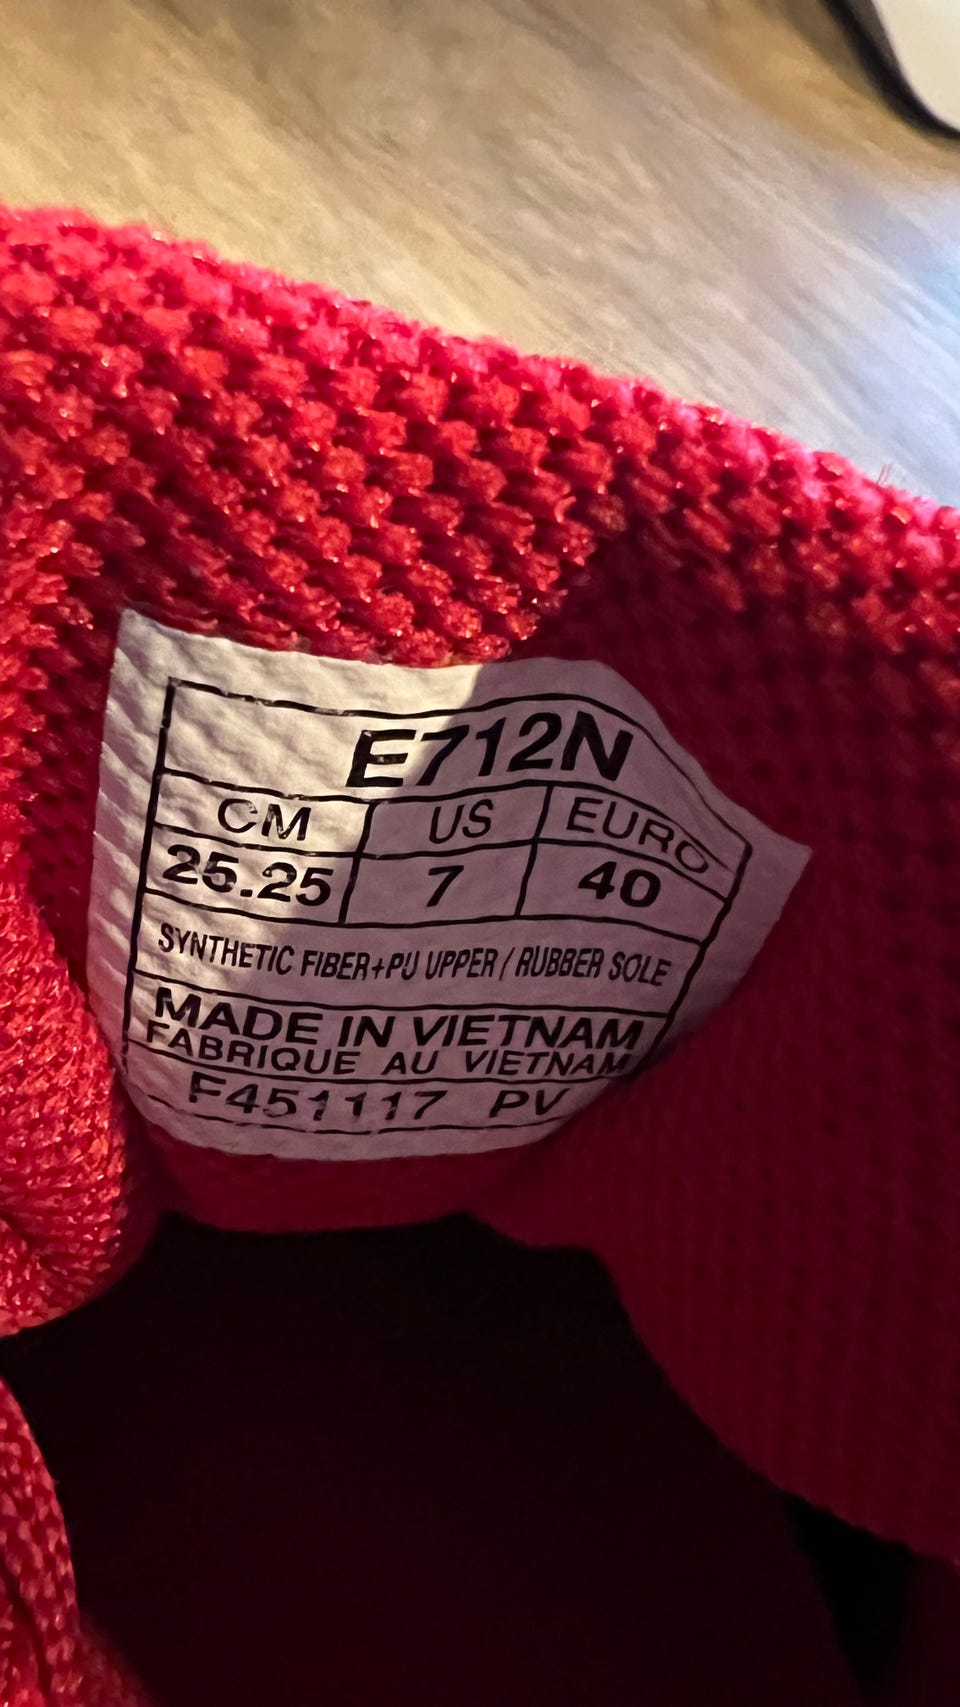 E712N
CM US EURO
25.25 7 40
SYNTHETIC FIBER+PU UPPER / RUBBER SOLE
MADE IN VIETNAM
FABRIQUE AU VIETNAM
F451117 PV